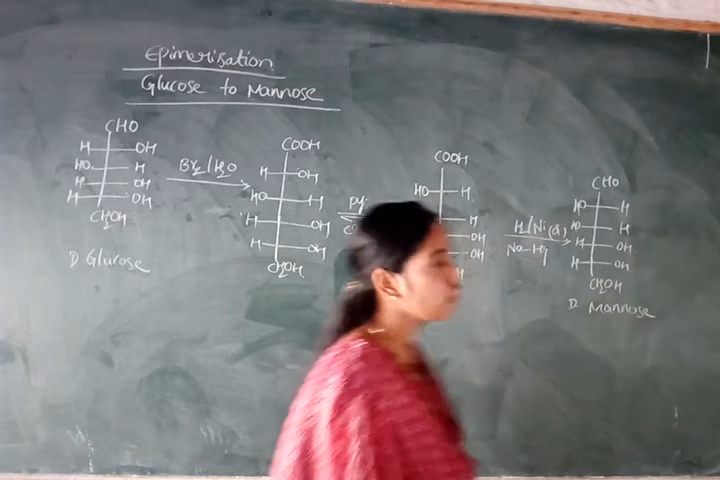 Epimerisation
Glucose to Mannose
CHO
H OH
HO H
H OH
H OH
CH2OH
D Glucose
Br2/H2O
COOH
H OH
HO H
H OH
H OH
CH2OH
Py
COOH
HO H
H
OH
OH
H2/Ni
Na-Hg
CHO
HO H
HO H
H OH
H OH
CH2OH
D. Mannose